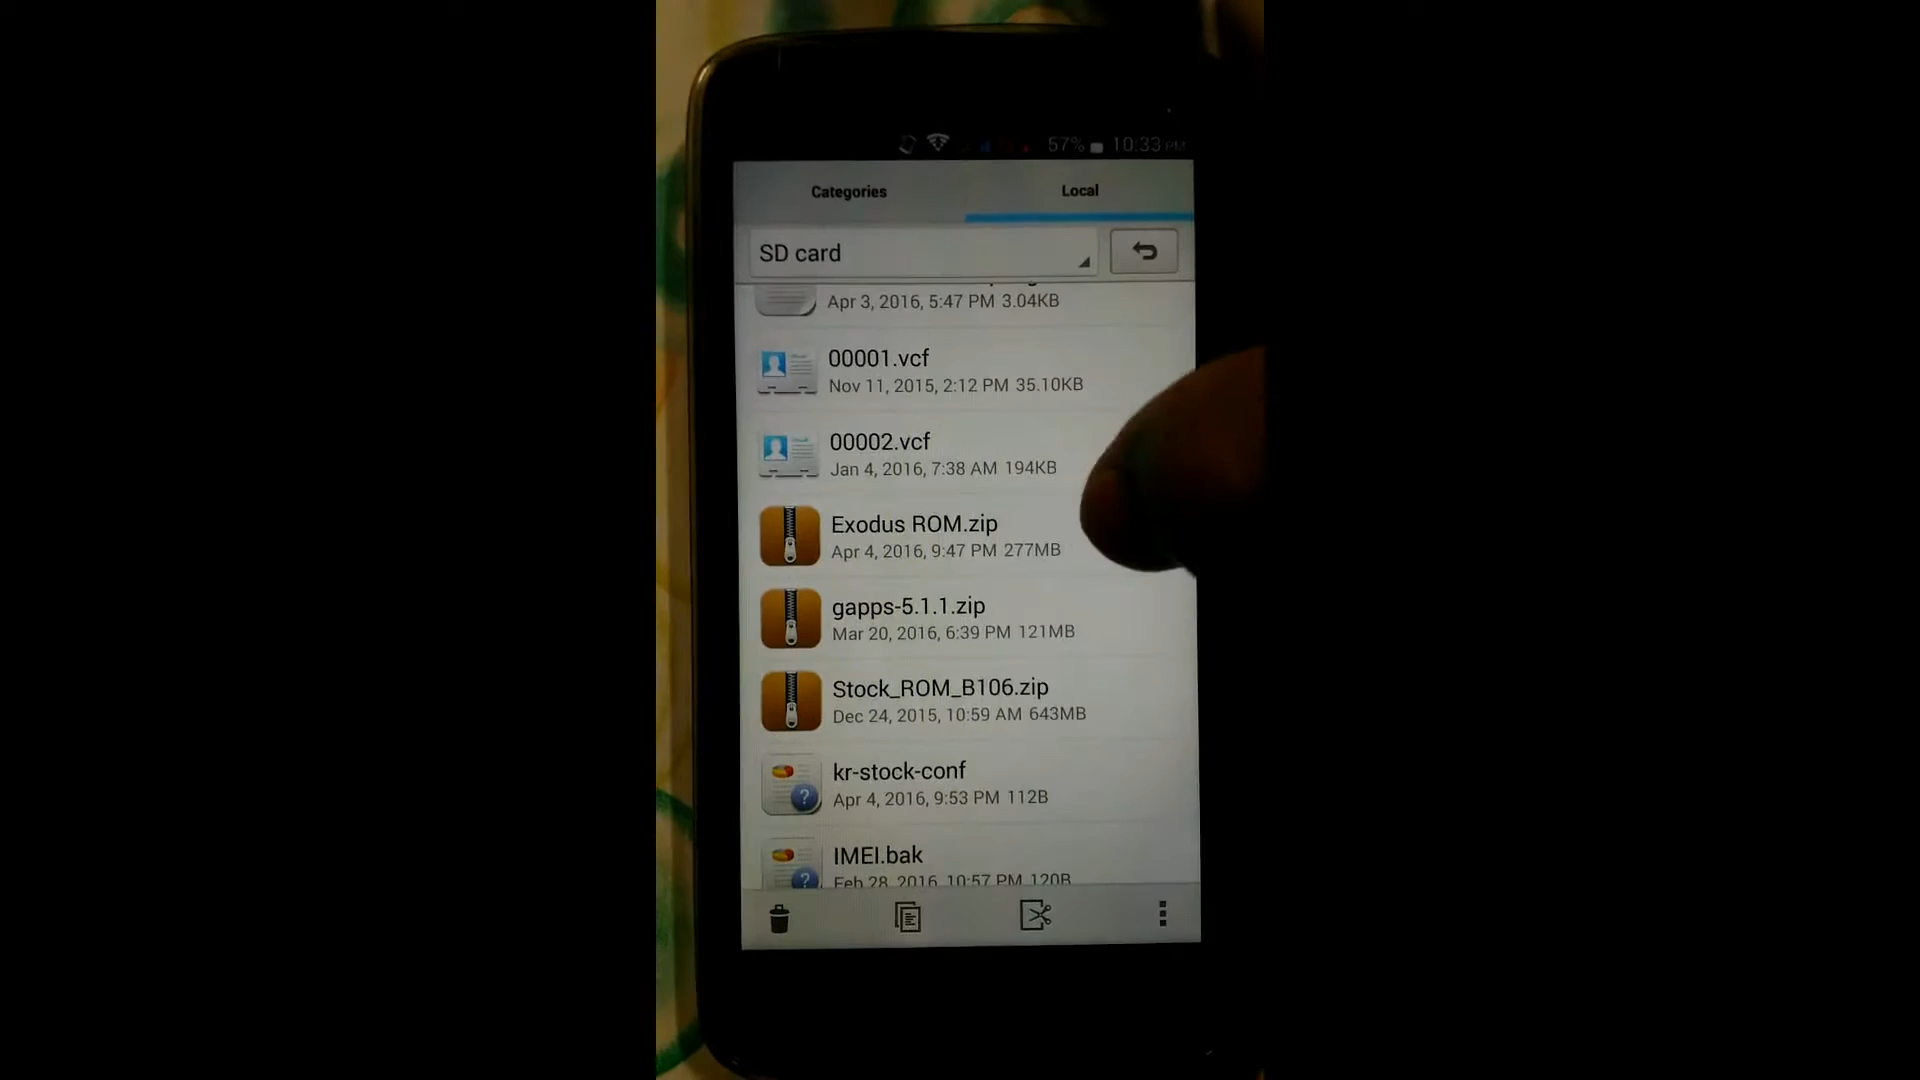 57% 10:33 PM
Categories
Local
SD card
Apr 3, 2016, 5:47 PM 3.04KB
00001.vcf
Nov 11, 2015, 2:12 PM 35.10KB
00002.vcf
Jan 4, 2016, 7:38 AM 194KB
Exodus ROM.zip
Apr 4, 2016, 9:47 PM 277MB
gapps-5.1.1.zip
Mar 20, 2016, 6:39 PM 121MB
Stock_ROM_B106.zip
Dec 24, 2015, 10:59 AM 643MB
kr-stock-conf
Apr 4, 2016, 9:53 PM 112B
IMEI.bak
Feb 28, 2016, 10:57 PM 120B